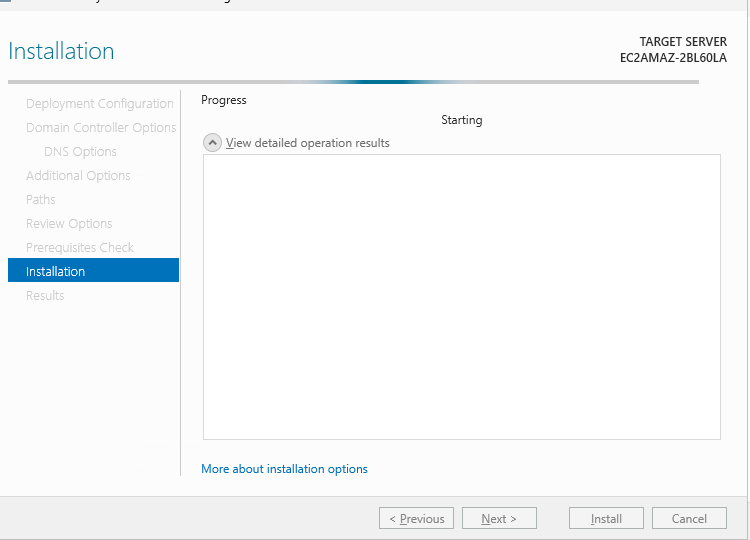 Installation
TARGET SERVER
EC2AMAZ-2BL60LA
Deployment Configuration
Domain Controller Options
DNS Options
Additional Options
Paths
Review Options
Prerequisites Check
Installation
Results
Progress
Starting
View detailed operation results
More about installation options
< Previous
Next >
Install
Cancel